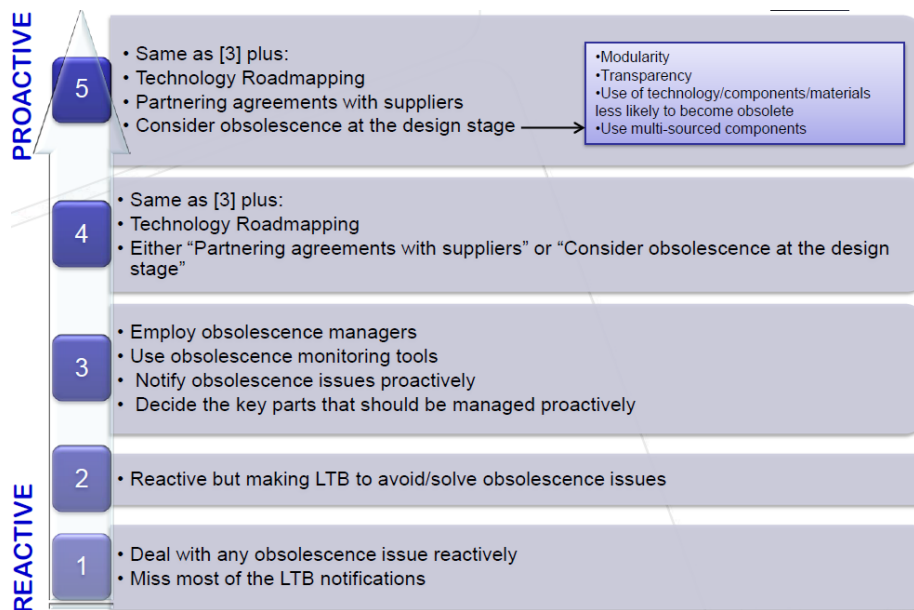 PROACTIVE
5
• Same as [3] plus:
• Technology Roadmapping
• Partnering agreements with suppliers
• Consider obsolescence at the design stage
•Modularity
•Transparency
•Use of technology/components/materials
less likely to become obsolete
•Use multi-sourced components
4
• Same as [3] plus:
• Technology Roadmapping
• Either “Partnering agreements with suppliers” or “Consider obsolescence at the design
stage”
3
• Employ obsolescence managers
• Use obsolescence monitoring tools
• Notify obsolescence issues proactively
• Decide the key parts that should be managed proactively
2
• Reactive but making LTB to avoid/solve obsolescence issues
REACTIVE
1
• Deal with any obsolescence issue reactively
• Miss most of the LTB notifications